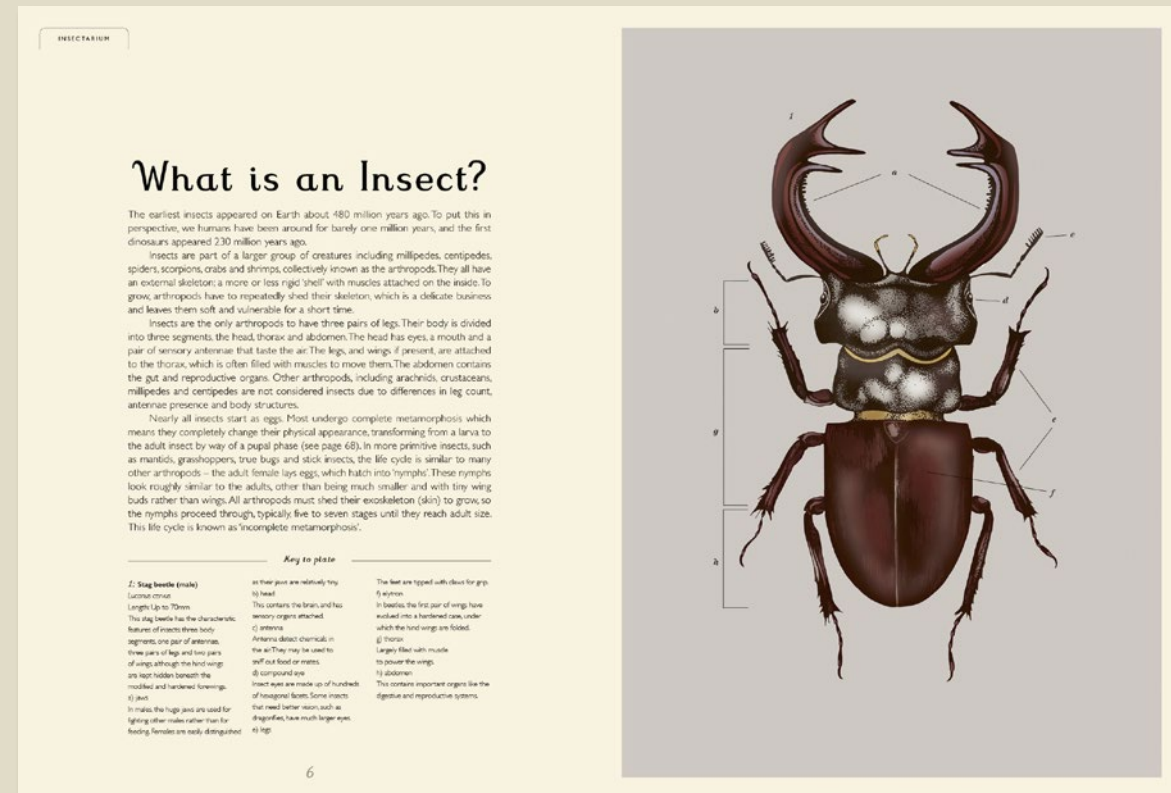 INSECTARIUM
What is an Insect?
The earliest insects appeared on Earth about 480 million years ago. To put this in
perspective, we humans have been around for barely one million years, and the first
dinosaurs appeared 230 million years ago.
Insects are part of a larger group of creatures including millipedes, centipedes,
spiders, scorpions, crabs and shrimps, collectively known as the arthropods. They all have
an external skeleton; a more or less rigid 'shell' with muscles attached on the inside. To
grow, arthropods have to repeatedly shed their skeleton, which is a delicate business
and leaves them soft and vulnerable for a short time.
Insects are the only arthropods to have three pairs of legs. Their body is divided
into three segments, the head, thorax and abdomen. The head has eyes, a mouth and a
pair of sensory antennae that taste the air. The legs, and wings if present, are attached
to the thorax, which is often filled with muscles to move them. The abdomen contains
the gut and reproductive organs. Other arthropods, including arachnids, crustaceans,
millipedes and centipedes are not considered insects due to differences in leg count,
antennae presence and body structures.
Nearly all insects start as eggs. Most undergo complete metamorphosis which
means they completely change their physical appearance, transforming from a larva to
the adult insect by way of a pupal phase (see page 68). In more primitive insects, such
as mantids, grasshoppers, true bugs and stick insects, the life cycle is similar to many
other arthropods – the adult female lays eggs, which hatch into 'nymphs'. These nymphs
look roughly similar to the adults, other than being much smaller and with tiny wing
buds rather than wings. All arthropods must shed their exoskeleton (skin) to grow, so
the nymphs proceed through, typically, five to seven stages until they reach adult size.
This life cycle is known as 'incomplete metamorphosis'.
Key to plate
1: Stag beetle (male)
Lucanus cervus
Length: Up to 70mm
This stag beetle has the characteristic
features of insects: three body
segments, one pair of antennae,
three pairs of legs and two pairs
of wings although the hind wings
are kept hidden beneath the
modified and hardened forewings.
a) jaws
In males, the huge jaws are used for
fighting other males rather than for
feeding. Females are easily distinguished
as their jaws are relatively tiny.
b) head
This contains the brain, and has
sensory organs attached.
c) antenna
Antenna detect chemicals in
the air. They may be used to
sniff out food or mates.
d) compound eye
Insect eyes are made up of hundreds
of hexagonal facets. Some insects
that need better vision, such as
dragonflies, have much larger eyes.
e) legs
The feet are tipped with claws for grip.
f) elytron
In beetles, the first pair of wings have
evolved into a hardened case, under
which the hind wings are folded.
g) thorax
Largely filled with muscle
to power the wings.
h) abdomen
This contains important organs like the
digestive and reproductive systems.
6
1
a
c
b
d
e
g
f
h